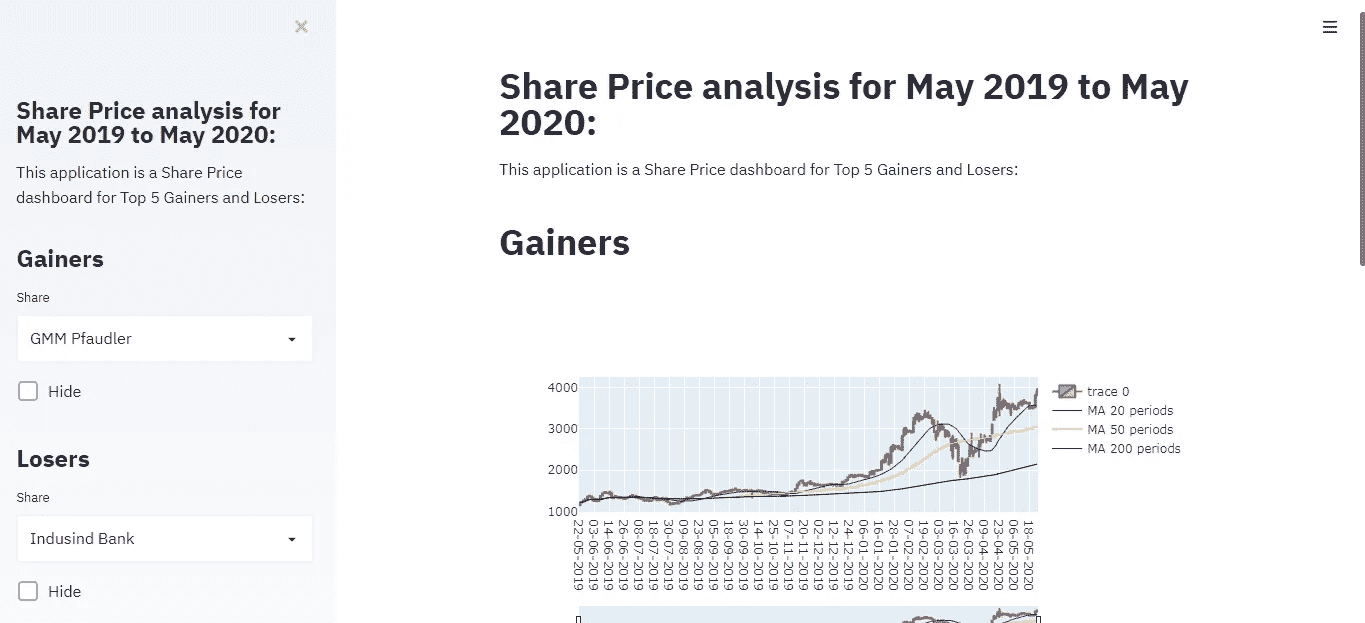 Share Price analysis for
May 2019 to May 2020:
This application is a Share Price
dashboard for Top 5 Gainers and Losers:
Gainers
Share
GMM Pfaudler
Hide
Losers
Share
Indusind Bank
Hide
Share Price analysis for May 2019 to May
2020:
This application is a Share Price dashboard for Top 5 Gainers and Losers:
Gainers
4000
3000
2000
1000
22-05-2019
03-06-2019
14-06-2019
26-06-2019
08-07-2019
18-07-2019
30-07-2019
09-08-2019
23-08-2019
05-09-2019
18-09-2019
30-09-2019
14-10-2019
25-10-2019
07-11-2019
20-11-2019
02-12-2019
12-12-2019
24-12-2019
06-01-2020
16-01-2020
28-01-2020
07-02-2020
19-02-2020
03-03-2020
16-03-2020
26-03-2020
09-04-2020
23-04-2020
06-05-2020
18-05-2020
trace 0
MA 20 periods
MA 50 periods
MA 200 periods